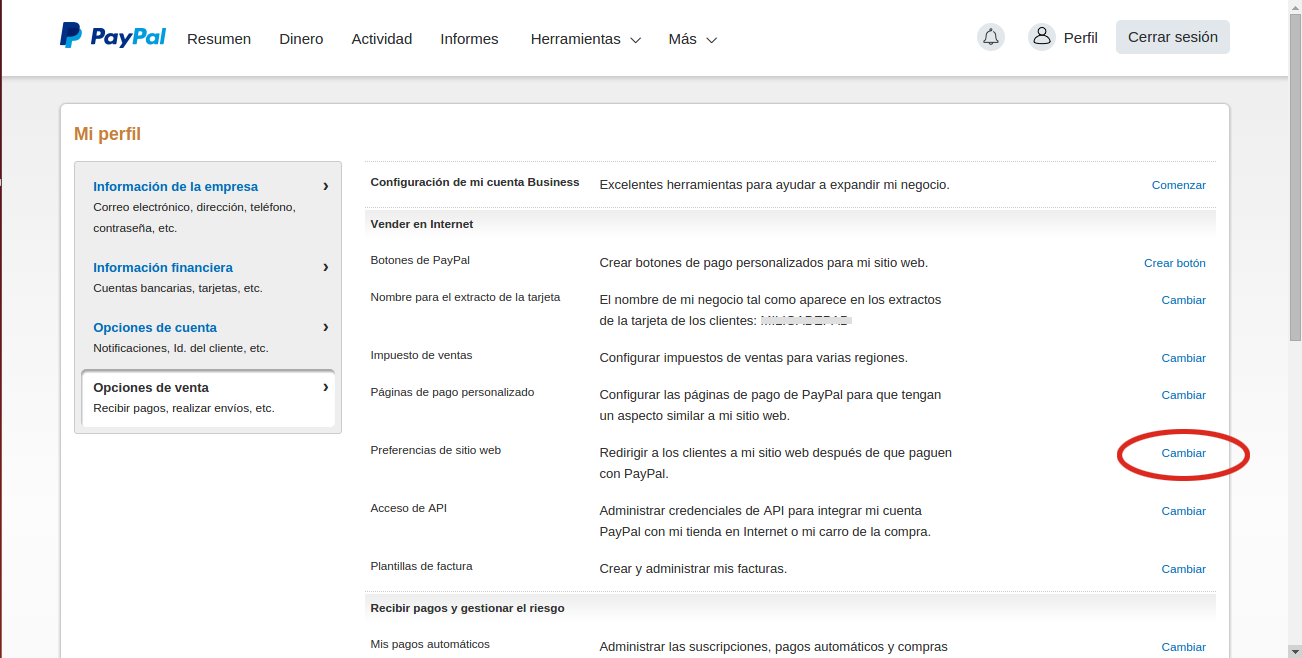 PayPal Resumen Dinero Actividad Informes Herramientas Más Perfil Cerrar sesión
Mi perfil
Información de la empresa
Correo electrónico, dirección, teléfono,
contraseña, etc.
Información financiera
Cuentas bancarias, tarjetas, etc.
Opciones de cuenta
Notificaciones, Id. del cliente, etc.
Opciones de venta
Recibir pagos, realizar envíos, etc.
Configuración de mi cuenta Business Excelentes herramientas para ayudar a expandir mi negocio. Comenzar
Vender en Internet
Botones de PayPal Crear botones de pago personalizados para mi sitio web. Crear botón
Nombre para el extracto de la tarjeta El nombre de mi negocio tal como aparece en los extractos Cambiar
de la tarjeta de los clientes:
Impuesto de ventas Configurar impuestos de ventas para varias regiones. Cambiar
Páginas de pago personalizado Configurar las páginas de pago de PayPal para que tengan Cambiar
un aspecto similar a mi sitio web.
Preferencias de sitio web Redirigir a los clientes a mi sitio web después de que paguen Cambiar
con PayPal.
Acceso de API Administrar credenciales de API para integrar mi cuenta Cambiar
PayPal con mi tienda en Internet o mi carro de la compra.
Plantillas de factura Crear y administrar mis facturas. Cambiar
Recibir pagos y gestionar el riesgo
Mis pagos automáticos Administrar las suscripciones, pagos automáticos y compras Cambiar